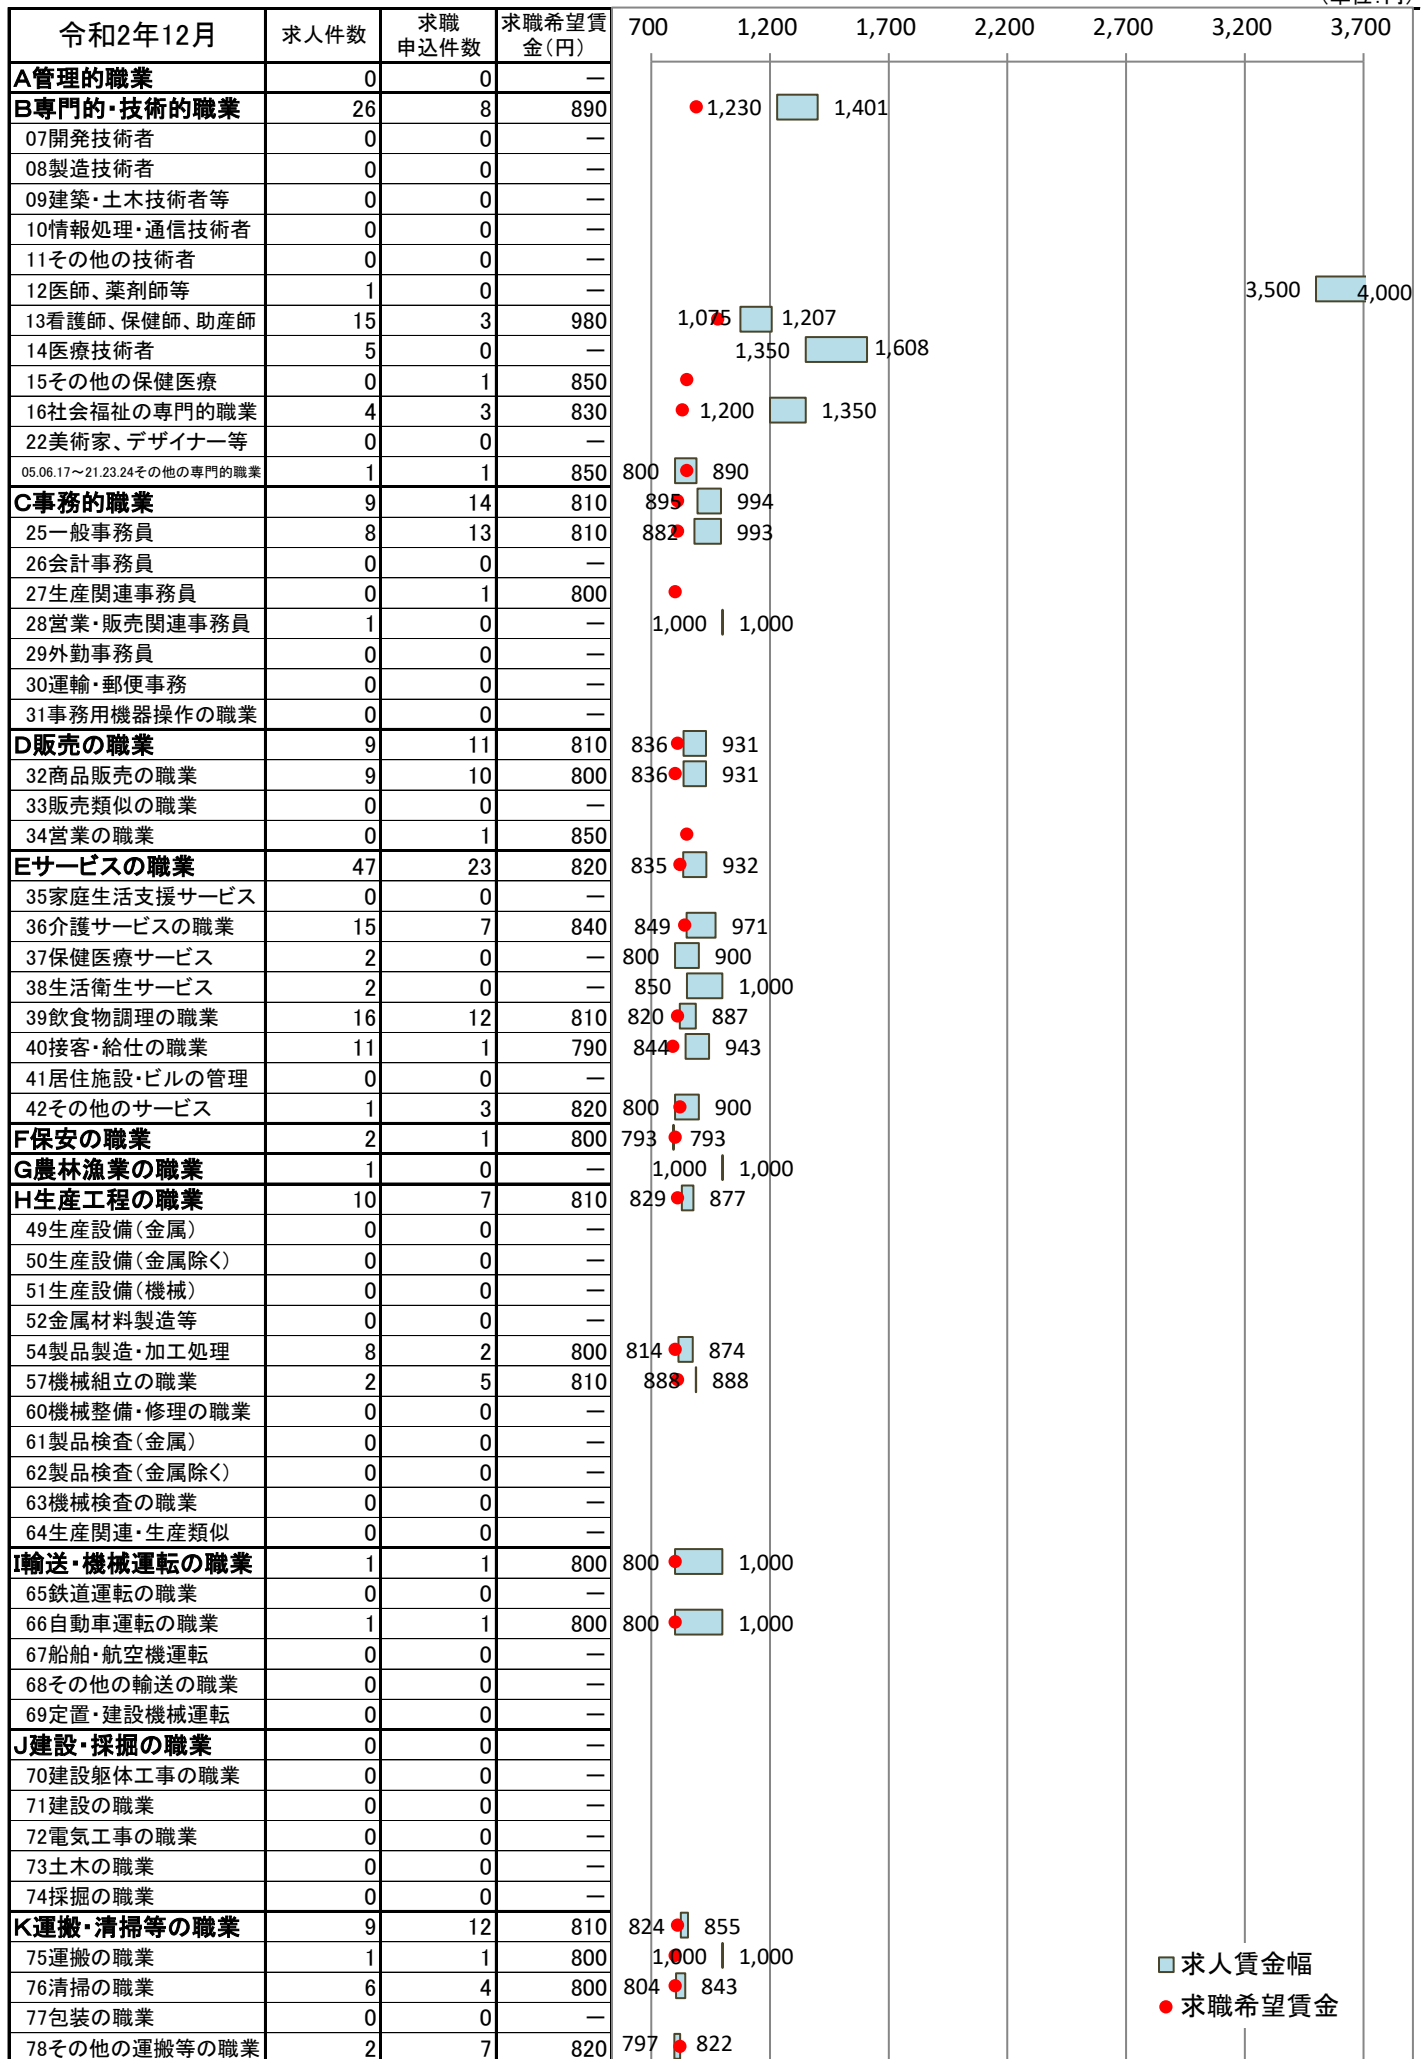 令和2年12月 求人件数 求職申込件数 求職希望賃金(円) 700 1,200 1,700 2,200 2,700 3,200 3,700
A管理的職業 0 0 ―
B専門的・技術的職業 26 8 890 1,230 1,401
07開発技術者 0 0 ―
08製造技術者 0 0 ―
09建築・土木技術者等 0 0 ―
10情報処理・通信技術者 0 0 ―
11その他の技術者 0 0 ―
12医師、薬剤師等 1 0 ― 3,500 4,000
13看護師、保健師、助産師 15 3 980 1,075 1,207
14医療技術者 5 0 ― 1,350 1,608
15その他の保健医療 0 1 850
16社会福祉の専門的職業 4 3 830 1,200 1,350
22美術家、デザイナー等 0 0 ―
05.06.17～21.23.24その他の専門的職業 1 1 850 800 890
C事務的職業 9 14 810 895 994
25一般事務員 8 13 810 882 993
26会計事務員 0 0 ―
27生産関連事務員 0 1 800
28営業・販売関連事務員 1 0 ― 1,000 1,000
29外勤事務員 0 0 ―
30運輸・郵便事務 0 0 ―
31事務用機器操作の職業 0 0 ―
D販売の職業 9 11 810 836 931
32商品販売の職業 9 10 800 836 931
33販売類似の職業 0 0 ―
34営業の職業 0 1 850
Eサービスの職業 47 23 820 835 932
35家庭生活支援サービス 0 0 ―
36介護サービスの職業 15 7 840 849 971
37保健医療サービス 2 0 ― 800 900
38生活衛生サービス 2 0 ― 850 1,000
39飲食物調理の職業 16 12 810 820 887
40接客・給仕の職業 11 1 790 844 943
41居住施設・ビルの管理 0 0 ―
42その他のサービス 1 3 820 800 900
F保安の職業 2 1 800 793 793
G農林漁業の職業 1 0 ― 1,000 1,000
H生産工程の職業 10 7 810 829 877
49生産設備(金属) 0 0 ―
50生産設備(金属除く) 0 0 ―
51生産設備(機械) 0 0 ―
52金属材料製造等 0 0 ―
54製品製造・加工処理 8 2 800 814 874
57機械組立の職業 2 5 810 888 888
60機械整備・修理の職業 0 0 ―
61製品検査(金属) 0 0 ―
62製品検査(金属除く) 0 0 ―
63機械検査の職業 0 0 ―
64生産関連・生産類似 0 0 ―
I輸送・機械運転の職業 1 1 800 800 1,000
65鉄道運転の職業 0 0 ―
66自動車運転の職業 1 1 800 800 1,000
67船舶・航空機運転 0 0 ―
68その他の輸送の職業 0 0 ―
69定置・建設機械運転 0 0 ―
J建設・採掘の職業 0 0 ―
70建設躯体工事の職業 0 0 ―
71建設の職業 0 0 ―
72電気工事の職業 0 0 ―
73土木の職業 0 0 ―
74採掘の職業 0 0 ―
K運搬・清掃等の職業 9 12 810 824 855
75運搬の職業 1 1 800 1,000 1,000
76清掃の職業 6 4 800 804 843
77包装の職業 0 0 ―
78その他の運搬等の職業 2 7 820 797 822
求人賃金幅
求職希望賃金